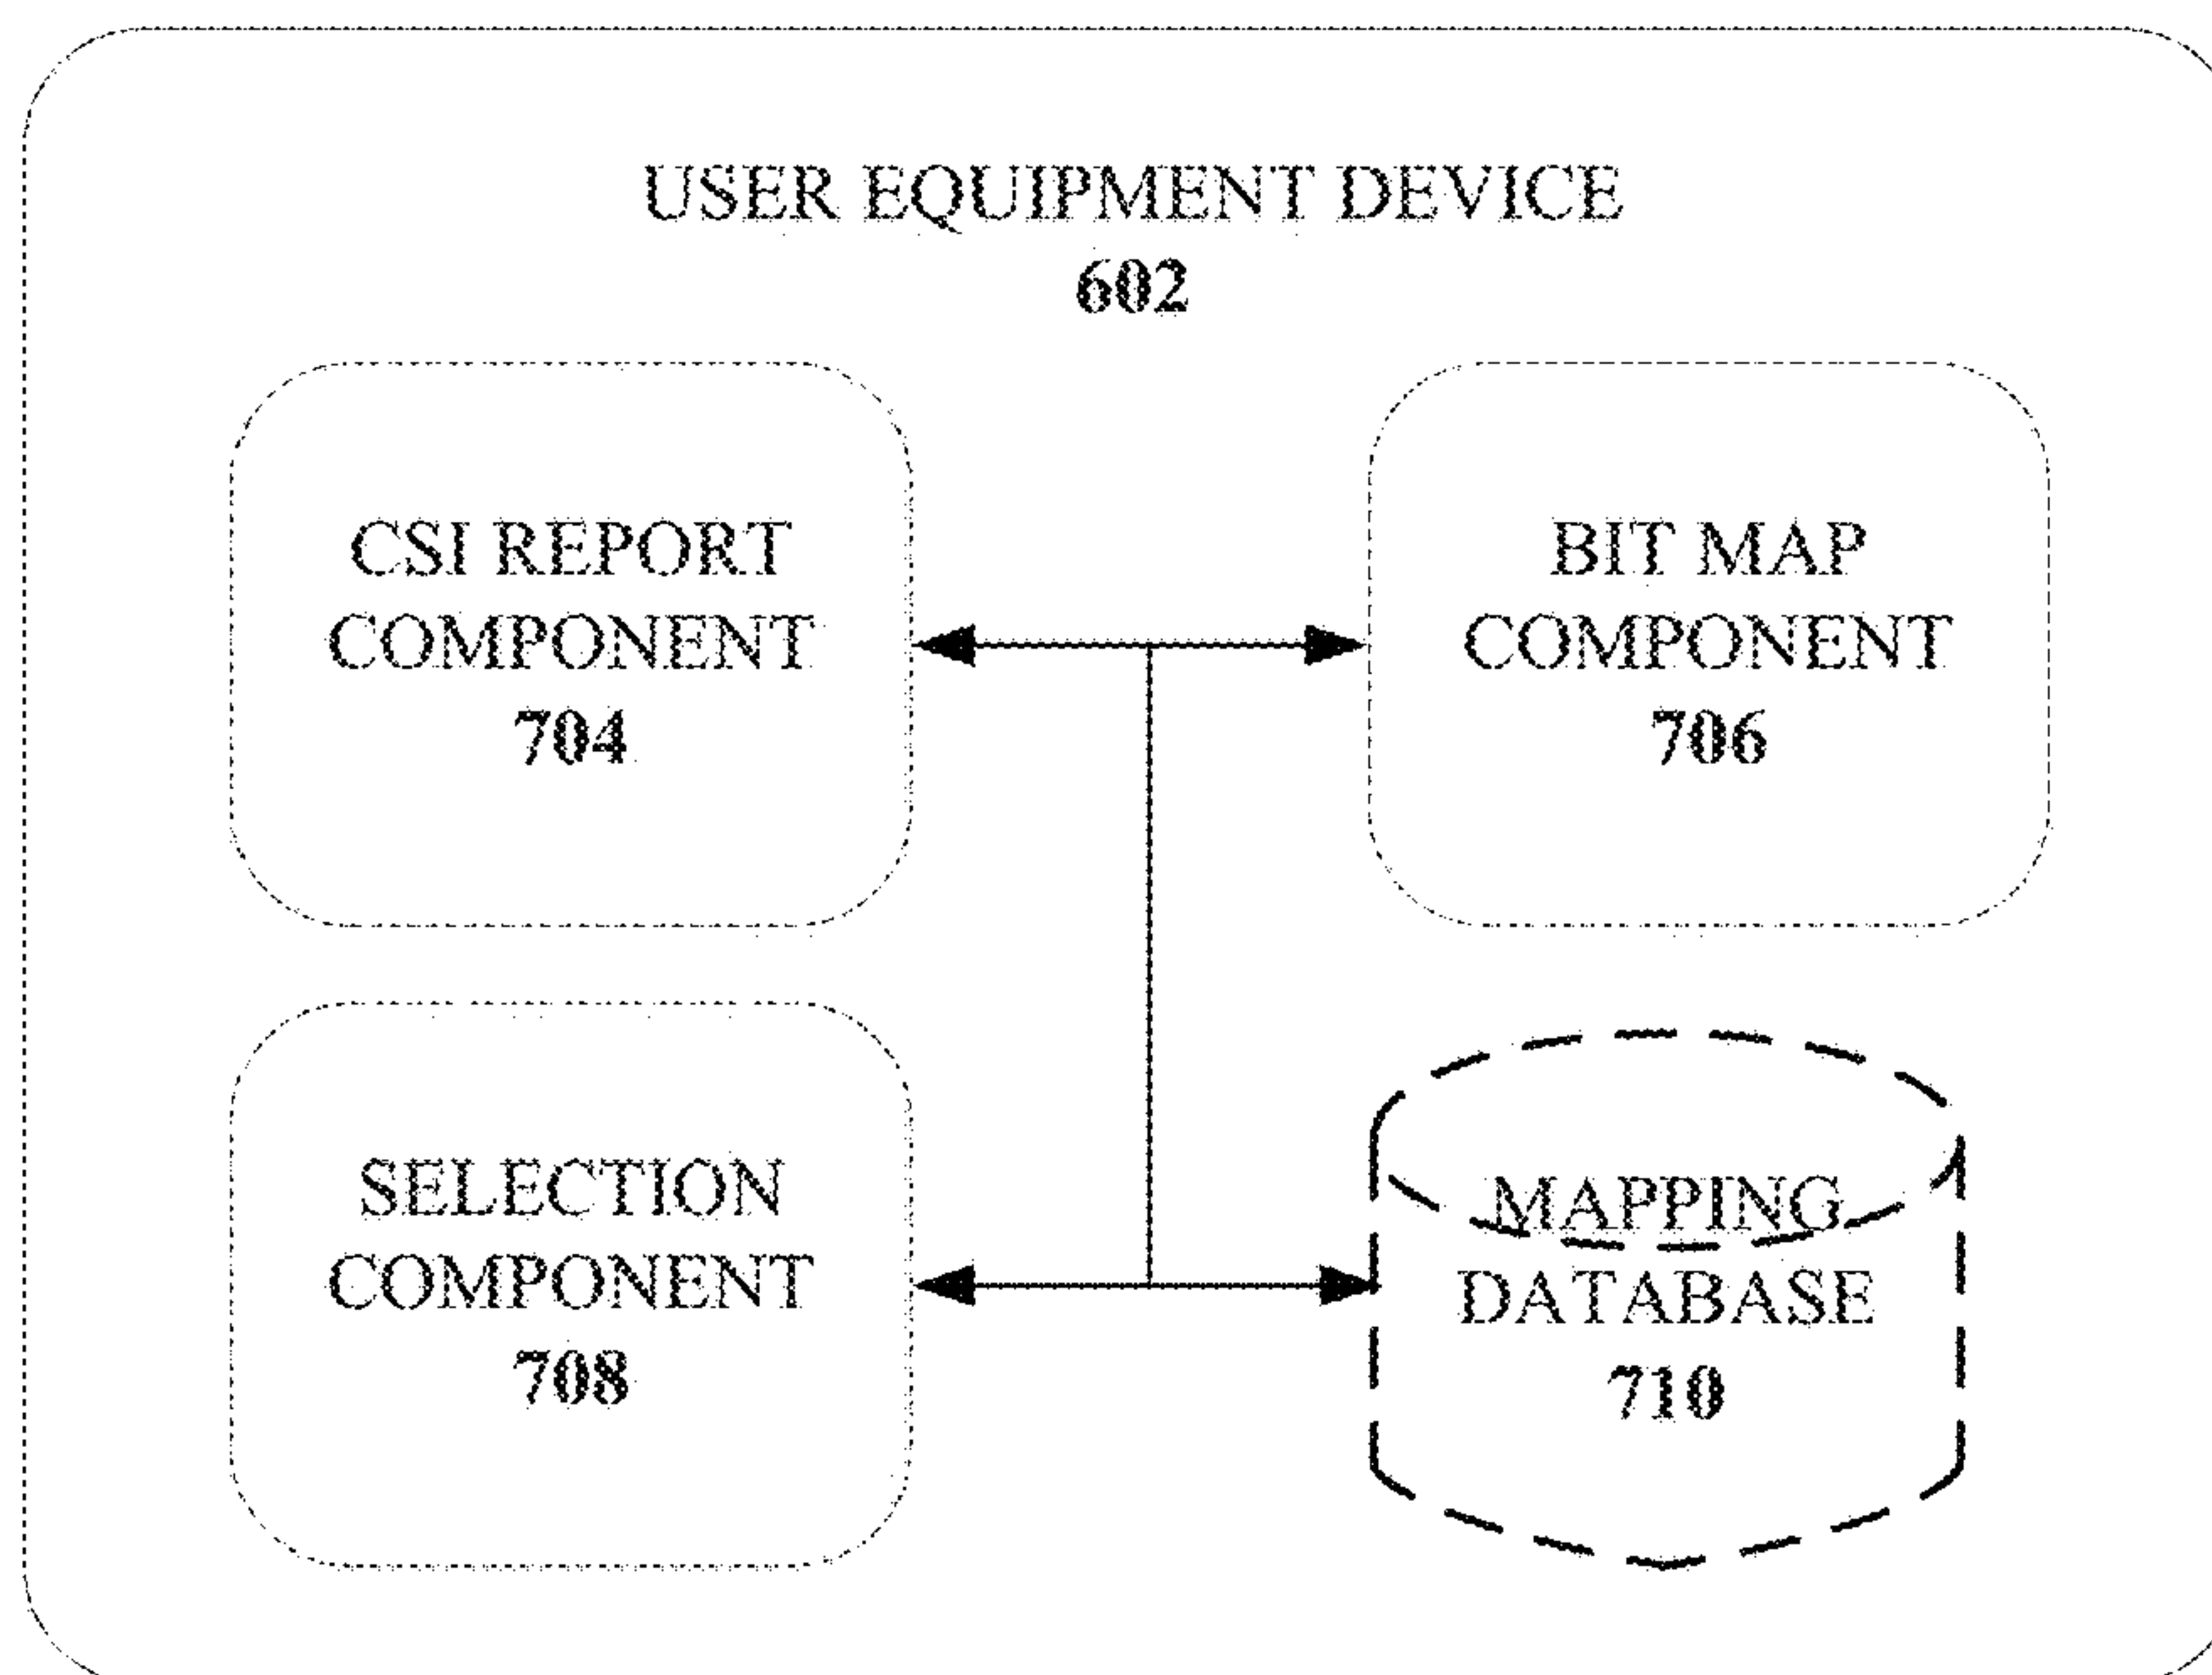 USER EQUIPMENT DEVICE
602
CSI REPORT
COMPONENT
704
BIT MAP
COMPONENT
706
SELECTION
COMPONENT
708
MAPPING
DATABASE
710